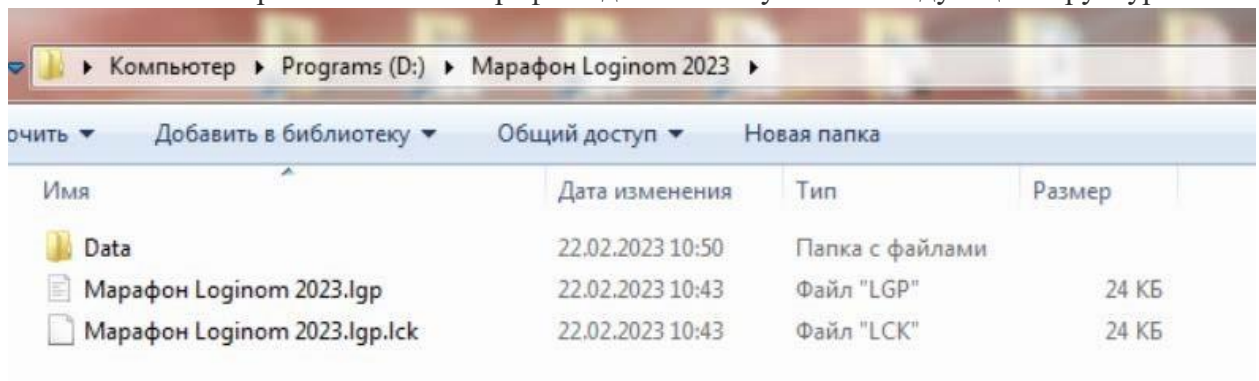 Компьютер ▸ Programs (D:) ▸ Марафон Loginom 2023 ▸
очить Добавить в библиотеку Общий доступ Новая папка
Имя Дата изменения Тип Размер
Data 22.02.2023 10:50 Папка с файлами
Марафон Loginom 2023.lgp 22.02.2023 10:43 Файл "LGP" 24 КБ
Марафон Loginom 2023.lgp.lck 22.02.2023 10:43 Файл "LCK" 24 КБ